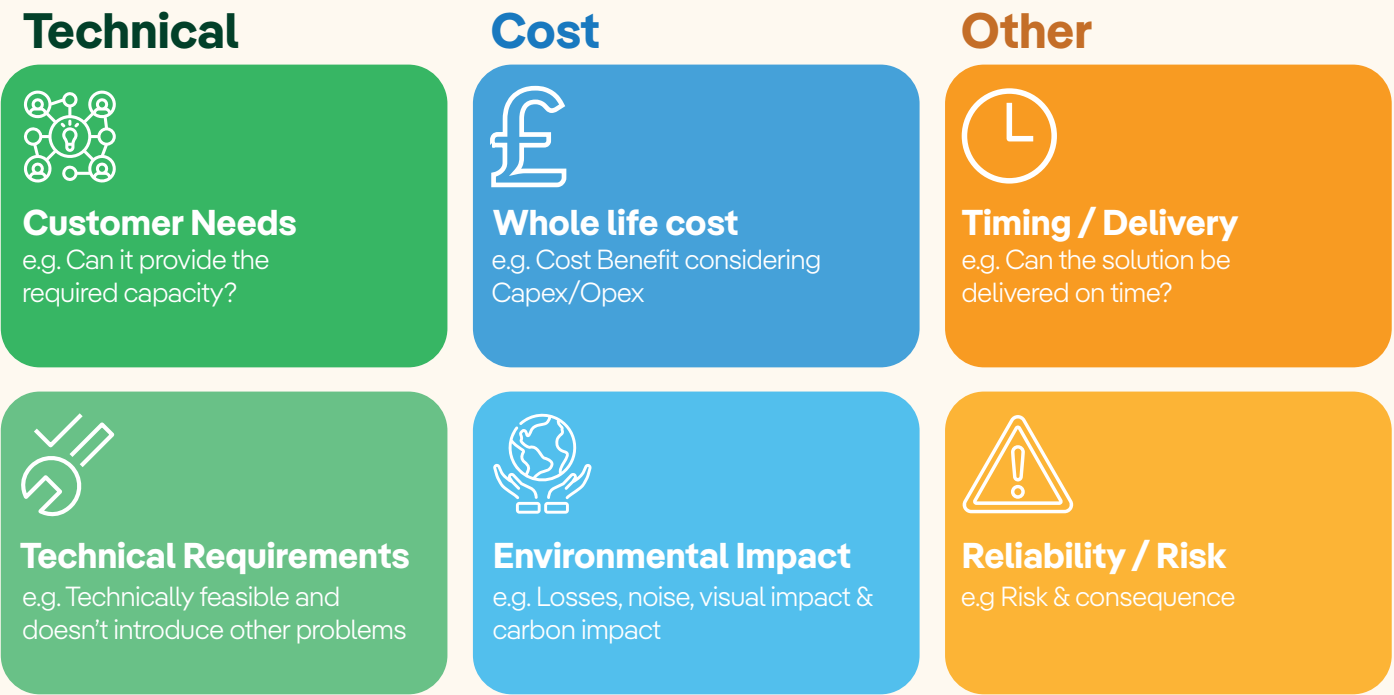 Technical
Cost
Other
Customer Needs
e.g. Can it provide the
required capacity?
Whole life cost
e.g. Cost Benefit considering
Capex/Opex
Timing / Delivery
e.g. Can the solution be
delivered on time?
Technical Requirements
e.g. Technically feasible and
doesn't introduce other problems
Environmental Impact
e.g. Losses, noise, visual impact &
carbon impact
Reliability / Risk
e.g Risk & consequence